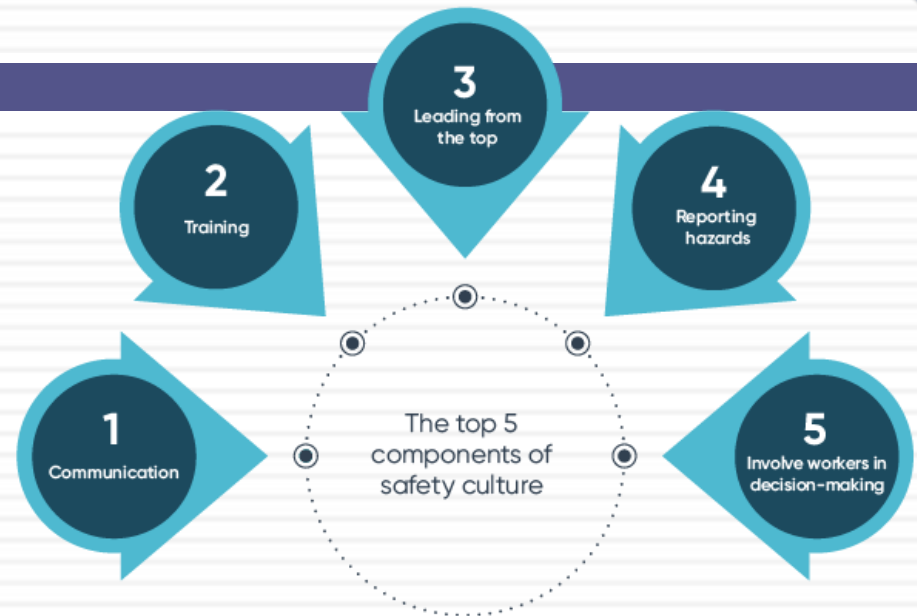 1
Communication
2
Training
3
Leading from
the top
4
Reporting
hazards
5
Involve workers in
decision-making
The top 5
components of
safety culture